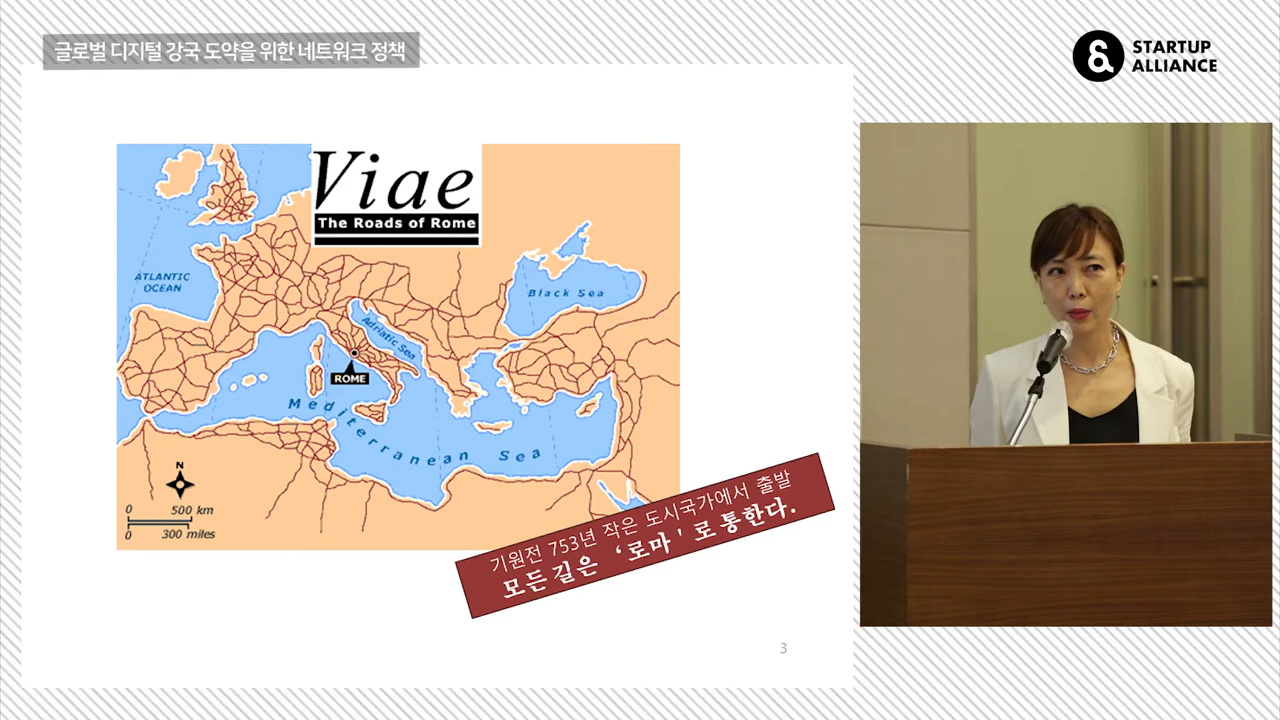 글로벌 디지털 강국 도약을 위한 네트워크 정책
STARTUP
ALLIANCE
Viae
The Roads of Rome
ATLANTIC
OCEAN
Black Sea
Adriatic Sea
ROME
Mediterranean Sea
N
0 500 km
0 300 miles
기원전 753년 작은 도시국가에서 출발
모든 길은 ‘로마'로 통한다.
3